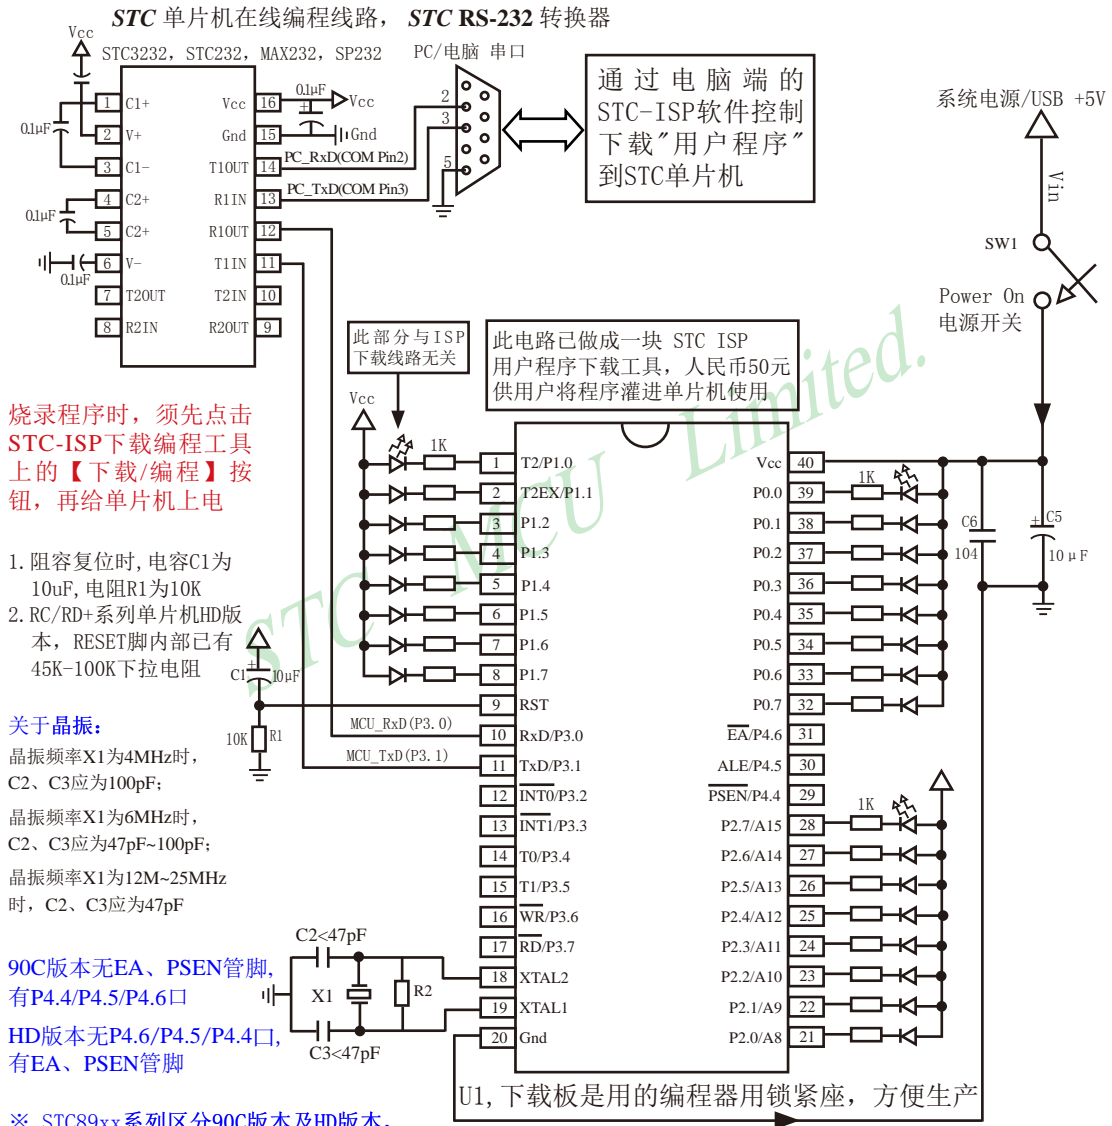 STC 单片机在线编程线路， STC RS-232 转换器
Vcc
STC3232, STC232, MAX232, SP232
PC/电脑 串口
1 C1+
2 V+
3 C1-
4 C2+
5 C2+
6 V-
7 T2OUT
8 R2IN
Vcc 16
Gnd 15
T1OUT 14
R1IN 13
R1OUT 12
T1IN 11
T2IN 10
R2OUT 9
0.1μF
0.1μF
0.1μF
0.1μF
Vcc
Gnd
PC_RxD(COM Pin2)
PC_TxD(COM Pin3)
2
3
5
通过电脑端的
STC-ISP软件控制
下载"用户程序"
到STC单片机
系统电源/USB +5V
Vin
SW1
Power On
电源开关
此部分与ISP
下载线路无关
此电路已做成一块 STC ISP
用户程序下载工具，人民币50元
供用户将程序灌进单片机使用
烧录程序时，须先点击
STC-ISP下载编程工具
上的【下载/编程】按
钮，再给单片机上电
1.阻容复位时,电容C1为
10uF,电阻R1为10K
2.RC/RD+系列单片机HD版
本，RESET脚内部已有
45K-100K下拉电阻
关于晶振：
晶振频率X1为4MHz时，
C2、C3应为100pF；
晶振频率X1为6MHz时，
C2、C3应为47pF~100pF；
晶振频率X1为12M~25MHz
时，C2、C3应为47pF
90C版本无EA、PSEN管脚,
有P4.4/P4.5/P4.6口
HD版本无P4.6/P4.5/P4.4口,
有EA、PSEN管脚
※ STC89xx系列区分90C版本及HD版本，
Vcc
1K
C1
10μF
10K
R1
MCU_RxD(P3.0)
MCU_TxD(P3.1)
1 T2/P1.0
2 T2EX/P1.1
3 P1.2
4 P1.3
5 P1.4
6 P1.5
7 P1.6
8 P1.7
9 RST
10 RxD/P3.0
11 TxD/P3.1
12 INT0/P3.2
13 INT1/P3.3
14 T0/P3.4
15 T1/P3.5
16 WR/P3.6
17 RD/P3.7
18 XTAL2
19 XTAL1
20 Gnd
Vcc 40
P0.0 39
P0.1 38
P0.2 37
P0.3 36
P0.4 35
P0.5 34
P0.6 33
P0.7 32
EA/P4.6 31
ALE/P4.5 30
PSEN/P4.4 29
P2.7/A15 28
P2.6/A14 27
P2.5/A13 26
P2.4/A12 25
P2.3/A11 24
P2.2/A10 23
P2.1/A9 22
P2.0/A8 21
1K
1K
C6
104
+
C5
10μF
C2<47pF
X1
R2
C3<47pF
U1,下载板是用的编程器用锁紧座，方便生产
STC MCU Limited.